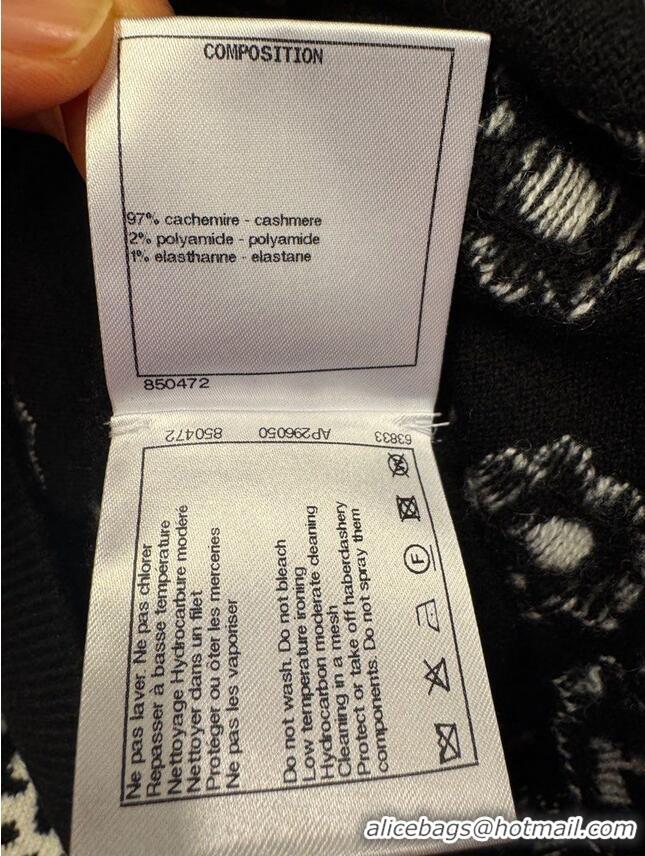 COMPOSITION
97% cachemire - cashmere
2% polyamide - polyamide
1% elasthanne - elastane
850472
63833 AP296050 850472
Ne pas laver Ne pas chlorer
Repasser à basse température
Nettoyage Hydrocarbure modéré
Nettoyer dans un filet
Protéger ou ôter les merceries
Ne pas les vaporiser
Do not wash. Do not bleach
Low temperature ironing
Hydrocarbon moderate cleaning
Cleaning in a mesh
Protect or take off haberdashery
components. Do not spray them
F
W
alicebags@hotmail.com